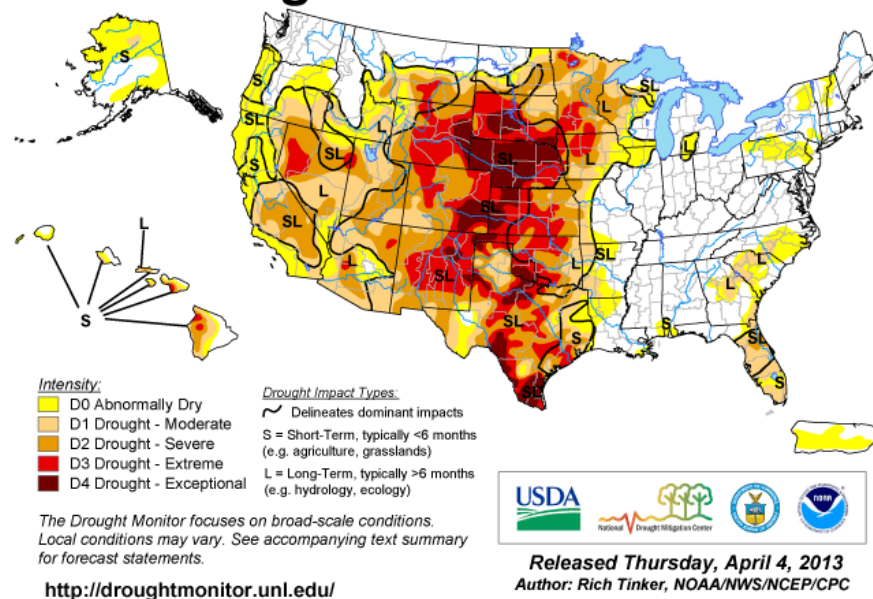 S
L
S
S
SL
S
SL
SL
L
L
L
SL
SL
SL
L
L
SL
L
L
L
SL
L
SL
SL
S
SL
S
L
L
SL
S
Intensity:
D0 Abnormally Dry
D1 Drought - Moderate
D2 Drought - Severe
D3 Drought - Extreme
D4 Drought - Exceptional
Drought Impact Types:
Delineates dominant impacts
S = Short-Term, typically <6 months
(e.g. agriculture, grasslands)
L = Long-Term, typically >6 months
(e.g. hydrology, ecology)
The Drought Monitor focuses on broad-scale conditions.
Local conditions may vary. See accompanying text summary
for forecast statements.
http://droughtmonitor.unl.edu/
USDA
National Drought Mitigation Center
NOAA
Released Thursday, April 4, 2013
Author: Rich Tinker, NOAA/NWS/NCEP/CPC